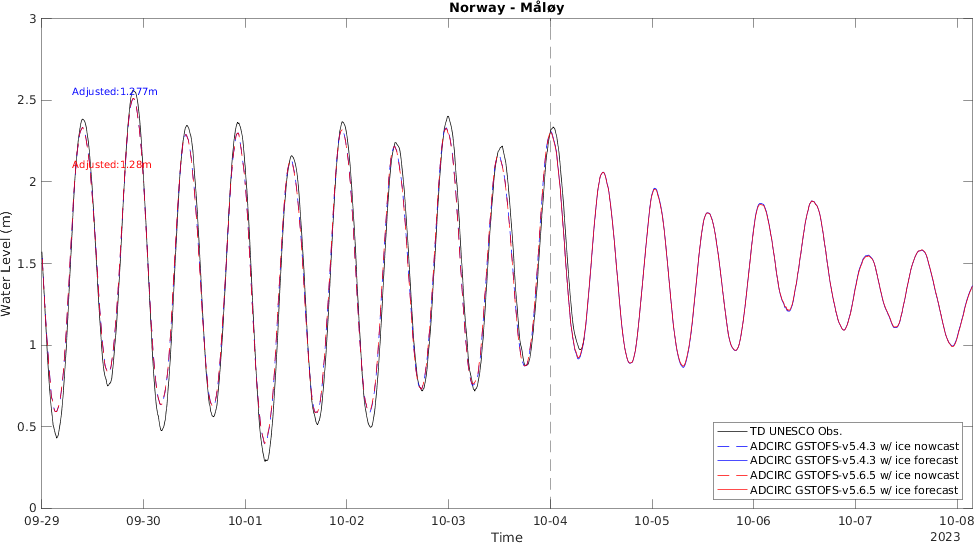 Norway - Måløy
3
2.5
2
1.5
1
0.5
0
Water Level (m)
Adjusted:1.277m
Adjusted:1.28m
TD UNESCO Obs.
ADCIRC GSTOFS-v5.4.3 w/ ice nowcast
ADCIRC GSTOFS-v5.4.3 w/ ice forecast
ADCIRC GSTOFS-v5.6.5 w/ ice nowcast
ADCIRC GSTOFS-v5.6.5 w/ ice forecast
09-29 09-30 10-01 10-02 10-03 10-04 10-05 10-06 10-07 10-08
Time 2023